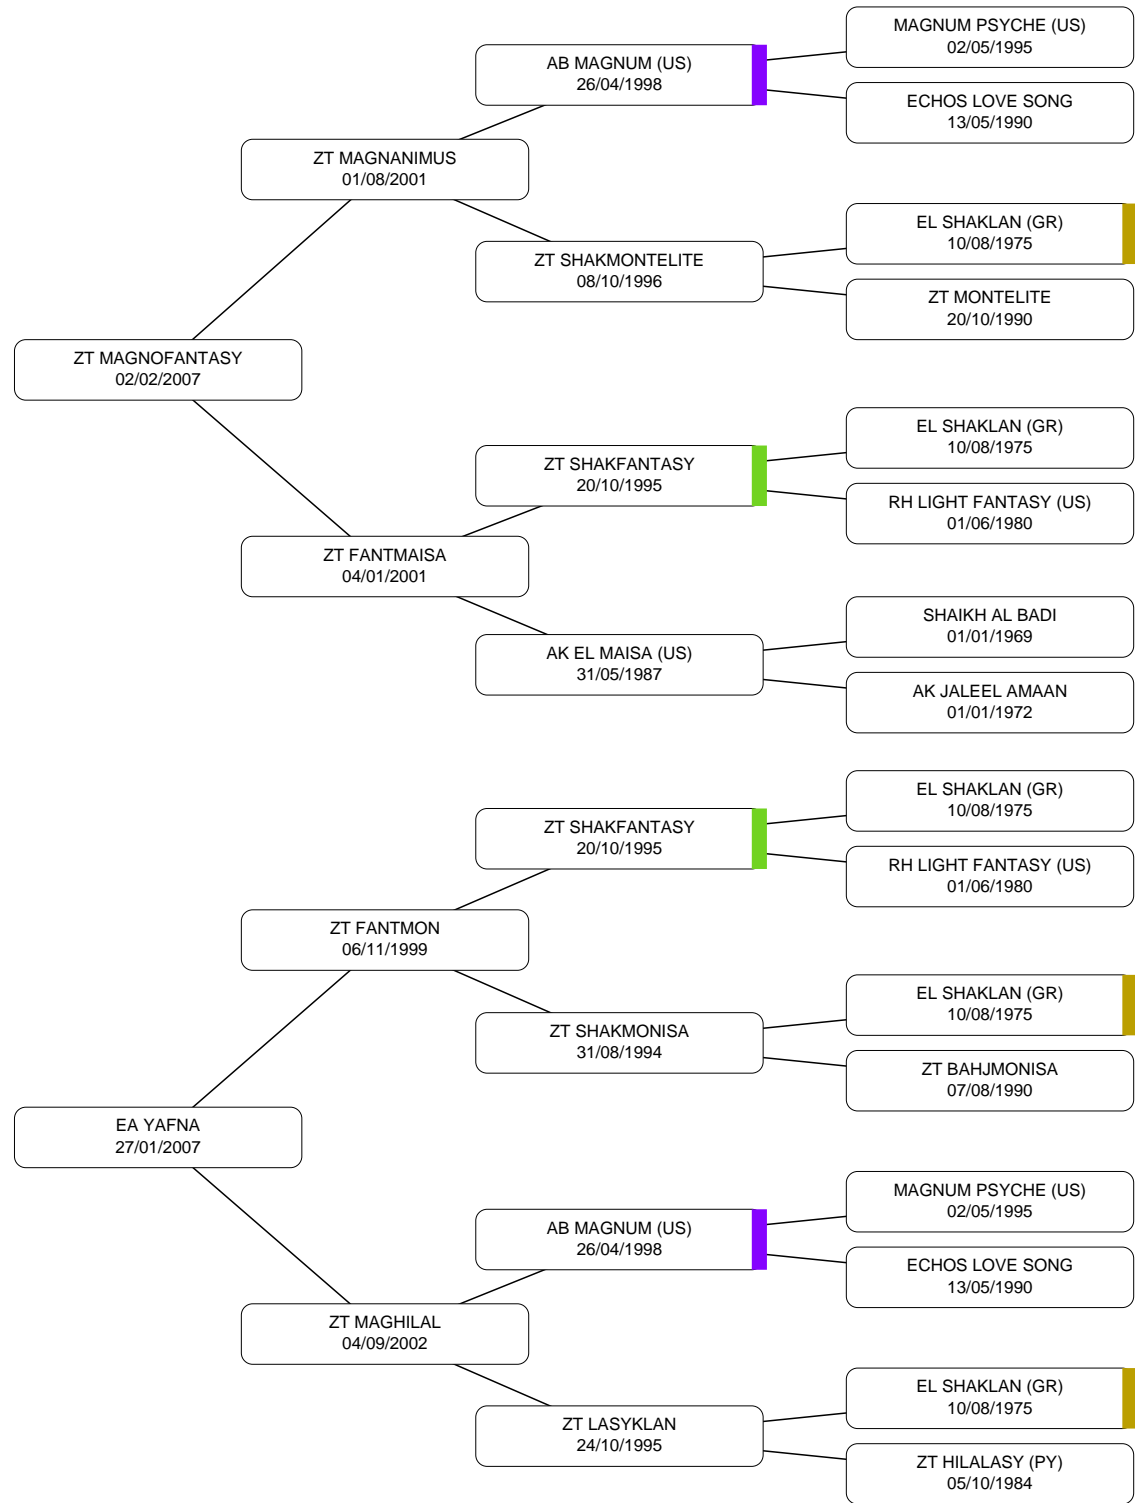 MAGNUM PSYCHE (US)
02/05/1995
AB MAGNUM (US)
26/04/1998
ECHOS LOVE SONG
13/05/1990
ZT MAGNANIMUS
01/08/2001
EL SHAKLAN (GR)
10/08/1975
ZT SHAKMONTELITE
08/10/1996
ZT MONTELITE
20/10/1990
ZT MAGNOFANTASY
02/02/2007
EL SHAKLAN (GR)
10/08/1975
ZT SHAKFANTASY
20/10/1995
RH LIGHT FANTASY (US)
01/06/1980
ZT FANTMAISA
04/01/2001
SHAIKH AL BADI
01/01/1969
AK EL MAISA (US)
31/05/1987
AK JALEEL AMAAN
01/01/1972
EL SHAKLAN (GR)
10/08/1975
ZT SHAKFANTASY
20/10/1995
RH LIGHT FANTASY (US)
01/06/1980
ZT FANTMON
06/11/1999
EL SHAKLAN (GR)
10/08/1975
ZT SHAKMONISA
31/08/1994
ZT BAHJMONISA
07/08/1990
EA YAFNA
27/01/2007
MAGNUM PSYCHE (US)
02/05/1995
AB MAGNUM (US)
26/04/1998
ECHOS LOVE SONG
13/05/1990
ZT MAGHILAL
04/09/2002
EL SHAKLAN (GR)
10/08/1975
ZT LASYKLAN
24/10/1995
ZT HILALASY (PY)
05/10/1984